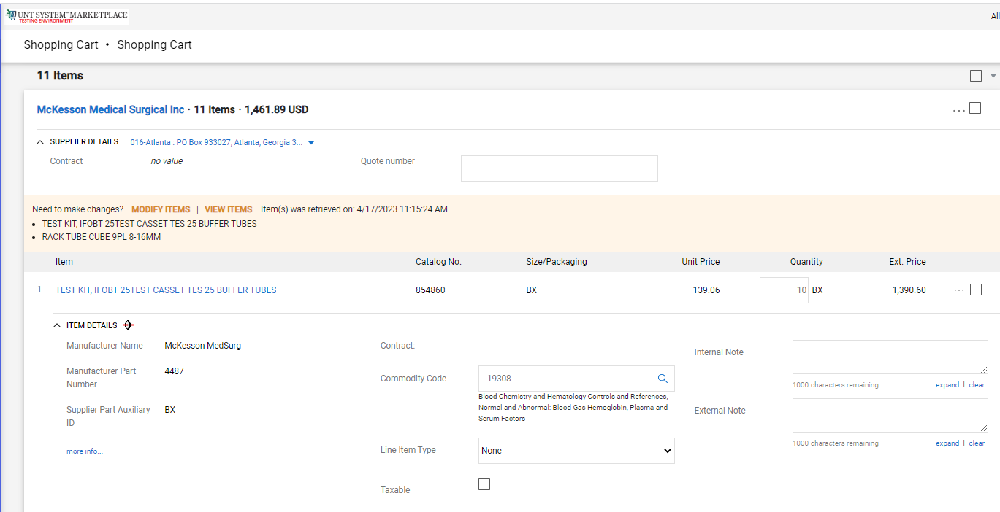 UNT SYSTEM™ MARKETPLACE
TESTING ENVIRONMENT
All
Shopping Cart • Shopping Cart
11 Items
McKesson Medical Surgical Inc · 11 Items · 1,461.89 USD ...
SUPPLIER DETAILS 016-Atlanta : PO Box 933027, Atlanta, Georgia 3...
Contract no value Quote number
Need to make changes? MODIFY ITEMS | VIEW ITEMS Item(s) was retrieved on: 4/17/2023 11:15:24 AM
• TEST KIT, IFOBT 25TEST CASSET TES 25 BUFFER TUBES
• RACK TUBE CUBE 9PL 8-16MM
Item Catalog No. Size/Packaging Unit Price Quantity Ext. Price
1 TEST KIT, IFOBT 25TEST CASSET TES 25 BUFFER TUBES 854860 BX 139.06 10 BX 1,390.60 ...
ITEM DETAILS
Manufacturer Name McKesson MedSurg
Manufacturer Part Number 4487
Supplier Part Auxiliary ID BX
more info...
Contract:
Commodity Code 19308
Blood Chemistry and Hematology Controls and References,
Normal and Abnormal: Blood Gas Hemoglobin, Plasma and
Serum Factors
Line Item Type None
Taxable
Internal Note
1000 characters remaining expand | clear
External Note
1000 characters remaining expand | clear